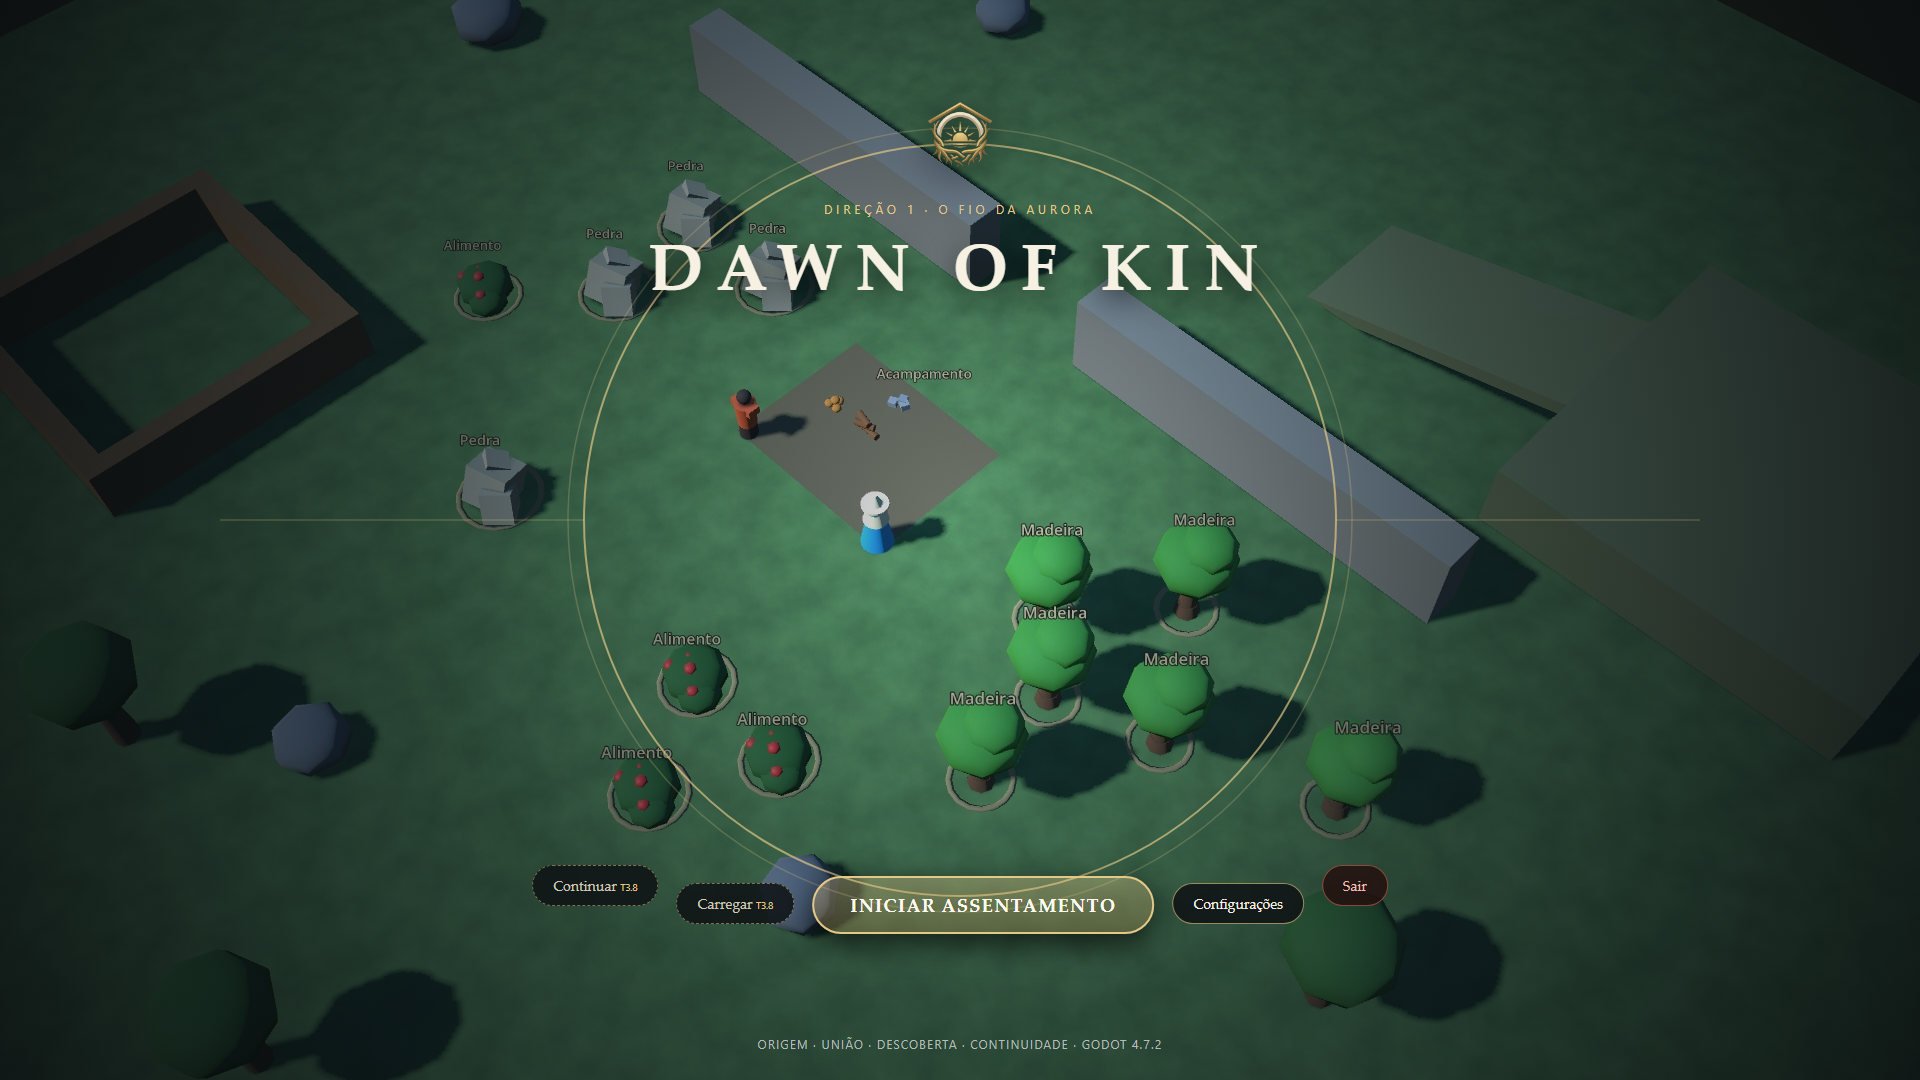 Pedra
DIREÇÃO 1 · O FIO DA AURORA
Pedra
Pedra
Alimento
DAWN OF KIN
Acampamento
Pedra
Madeira
Madeira
Madeira
Alimento
Madeira
Madeira
Alimento
Madeira
Alimento
Continuar T3.8
Carregar T3.8
INICIAR ASSENTAMENTO
Configurações
Sair
ORIGEM · UNIÃO · DESCOBERTA · CONTINUIDADE · GODOT 4.7.2